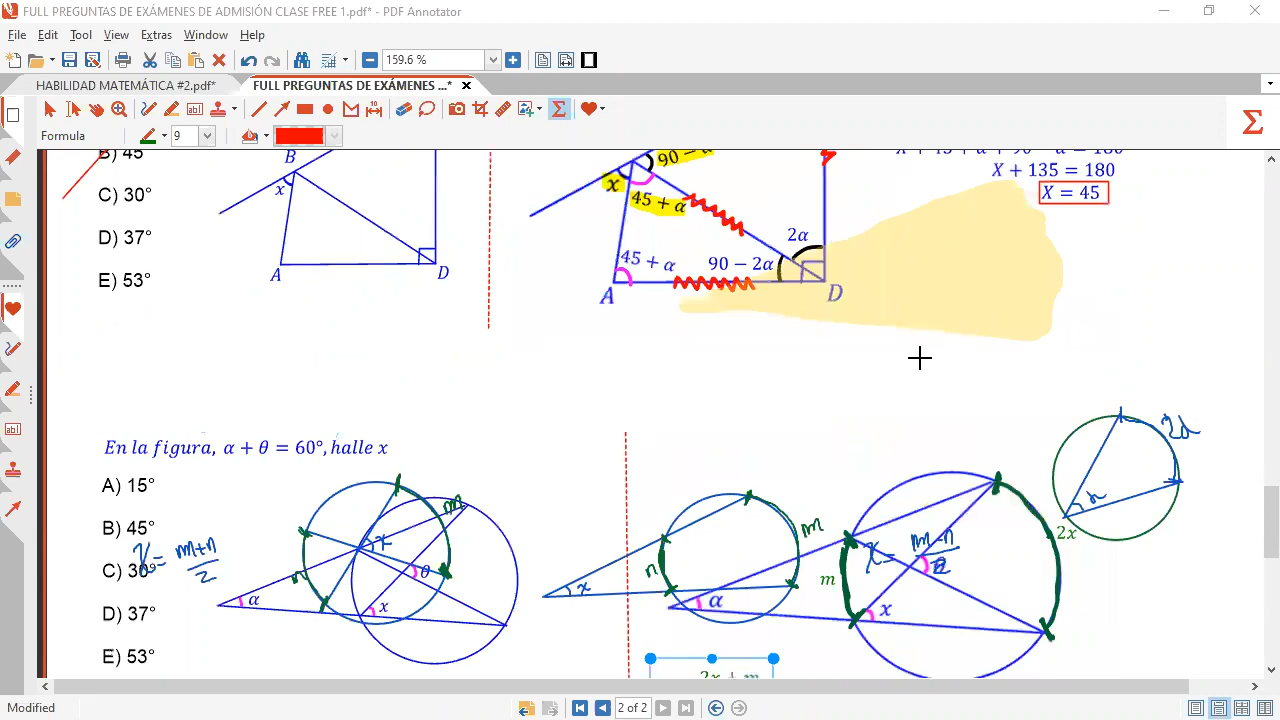 FULL PREGUNTAS DE EXÁMENES DE ADMISIÓN CLASE FREE 1.pdf* - PDF Annotator
File Edit Tool View Extras Window Help
159.6 %
HABILIDAD MATEMÁTICA #2.pdf*
FULL PREGUNTAS DE EXÁMENES ...*
Formula 9
B) 45
C) 30°
D) 37°
E) 53°
B
x
A
D
90 − α
x
45 + α
2α
45 + α
90 − 2α
A
D
X + 135 = 180
X = 45
En la figura, α + θ = 60°, halle x
A) 15°
B) 45°
C) 30°
D) 37°
E) 53°
x = m+n / 2
m
n
x
θ
α
x
m
n
x
α
m
x = m−n / 2
x
2x
α
2α
2x + m
Modified
2 of 2